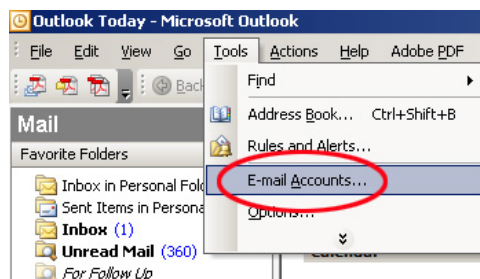 Outlook Today - Microsoft Outlook
File Edit View Go Tools Actions Help Adobe PDF
Back
Find
Mail
Address Book... Ctrl+Shift+B
Favorite Folders
Rules and Alerts...
Inbox in Personal Fol
E-mail Accounts...
Sent Items in Persona
Options...
Inbox (1)
Unread Mail (360)
Calendar
For Follow Up